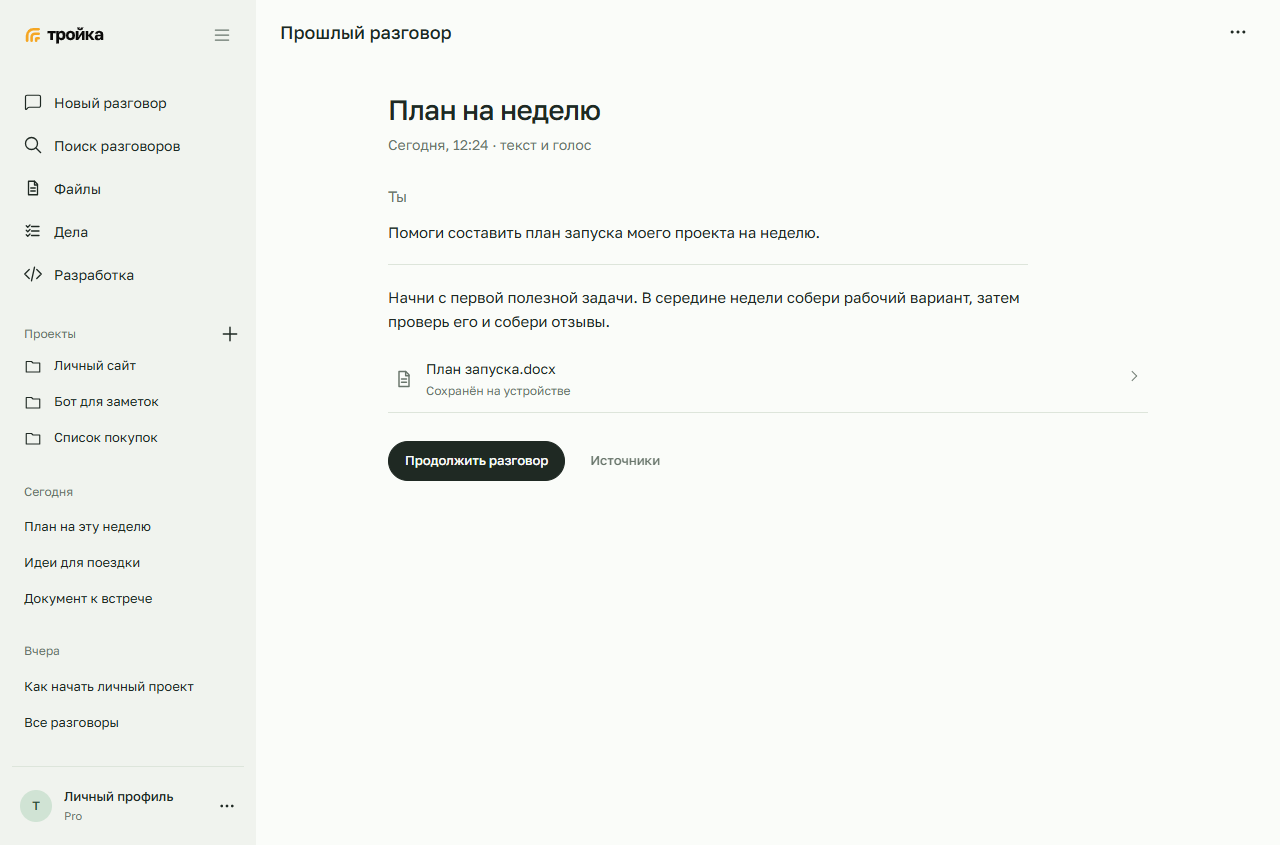 тройка
Новый разговор
Поиск разговоров
Файлы
Дела
Разработка
Проекты
Личный сайт
Бот для заметок
Список покупок
Сегодня
План на эту неделю
Идеи для поездки
Документ к встрече
Вчера
Как начать личный проект
Все разговоры
Т
Личный профиль
Pro
Прошлый разговор
План на неделю
Сегодня, 12:24 · текст и голос
Ты
Помоги составить план запуска моего проекта на неделю.
Начни с первой полезной задачи. В середине недели собери рабочий вариант, затем
проверь его и собери отзывы.
План запуска.docx
Сохранён на устройстве
Продолжить разговор
Источники